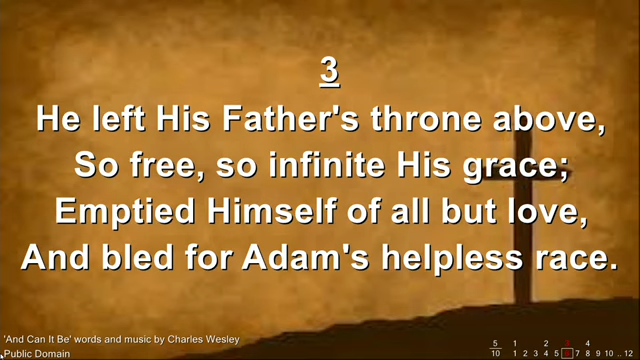 3
He left His Father's throne above,
So free, so infinite His grace;
Emptied Himself of all but love,
And bled for Adam's helpless race.
'And Can It Be' words and music by Charles Wesley
Public Domain
5 1 2 3 4
10 1 2 3 4 5 6 7 8 9 10 .. 12